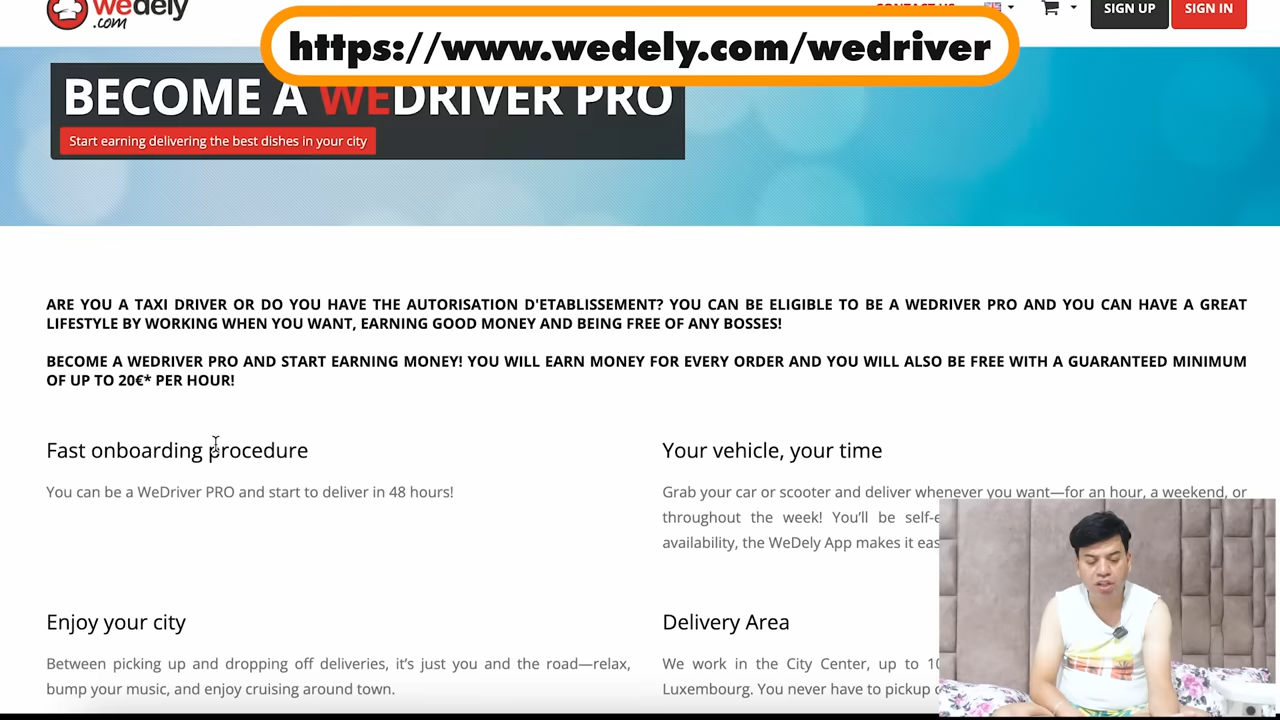 wedely
.com
https://www.wedely.com/wedriver
SIGN UP
SIGN IN
BECOME A WEDRIVER PRO
Start earning delivering the best dishes in your city
ARE YOU A TAXI DRIVER OR DO YOU HAVE THE AUTORISATION D'ETABLISSEMENT? YOU CAN BE ELIGIBLE TO BE A WEDRIVER PRO AND YOU CAN HAVE A GREAT
LIFESTYLE BY WORKING WHEN YOU WANT, EARNING GOOD MONEY AND BEING FREE OF ANY BOSSES!
BECOME A WEDRIVER PRO AND START EARNING MONEY! YOU WILL EARN MONEY FOR EVERY ORDER AND YOU WILL ALSO BE FREE WITH A GUARANTEED MINIMUM
OF UP TO 20€* PER HOUR!
Fast onboarding procedure
You can be a WeDriver PRO and start to deliver in 48 hours!
Your vehicle, your time
Grab your car or scooter and deliver whenever you want—for an hour, a weekend, or
throughout the week! You'll be
availability, the WeDely App makes it
Enjoy your city
Between picking up and dropping off deliveries, it's just you and the road—relax,
bump your music, and enjoy cruising around town.
Delivery Area
We work in the City Center, up to
Luxembourg. You never have to pickup